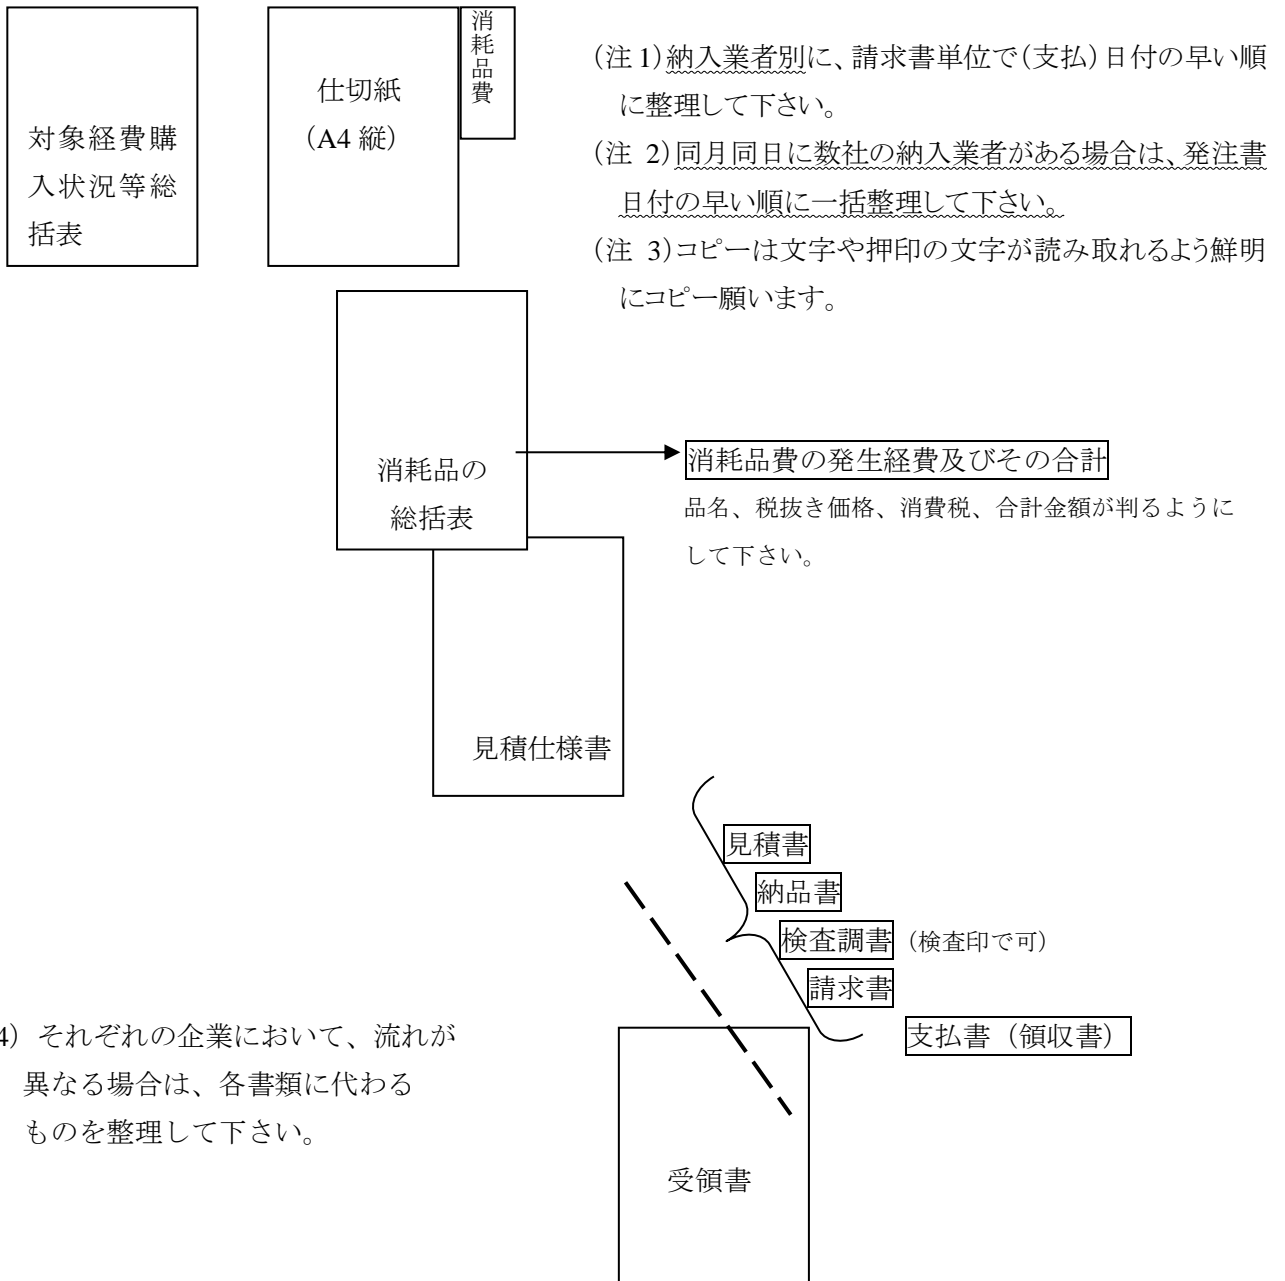 対象経費購
入状況等総
括表
仕切紙
（A4 縦）
消耗品費
（注 1）納入業者別に、請求書単位で（支払）日付の早い順
に整理して下さい。
（注 2）同月同日に数社の納入業者がある場合は、発注書
日付の早い順に一括整理して下さい。
（注 3）コピーは文字や押印の文字が読み取れるよう鮮明
にコピー願います。
消耗品の
総括表
消耗品費の発生経費及びその合計
品名、税抜き価格、消費税、合計金額が判るように
して下さい。
見積仕様書
見積書
納品書
検査調書（検査印で可）
請求書
支払書（領収書）
4）それぞれの企業において、流れが
異なる場合は、各書類に代わる
ものを整理して下さい。
受領書